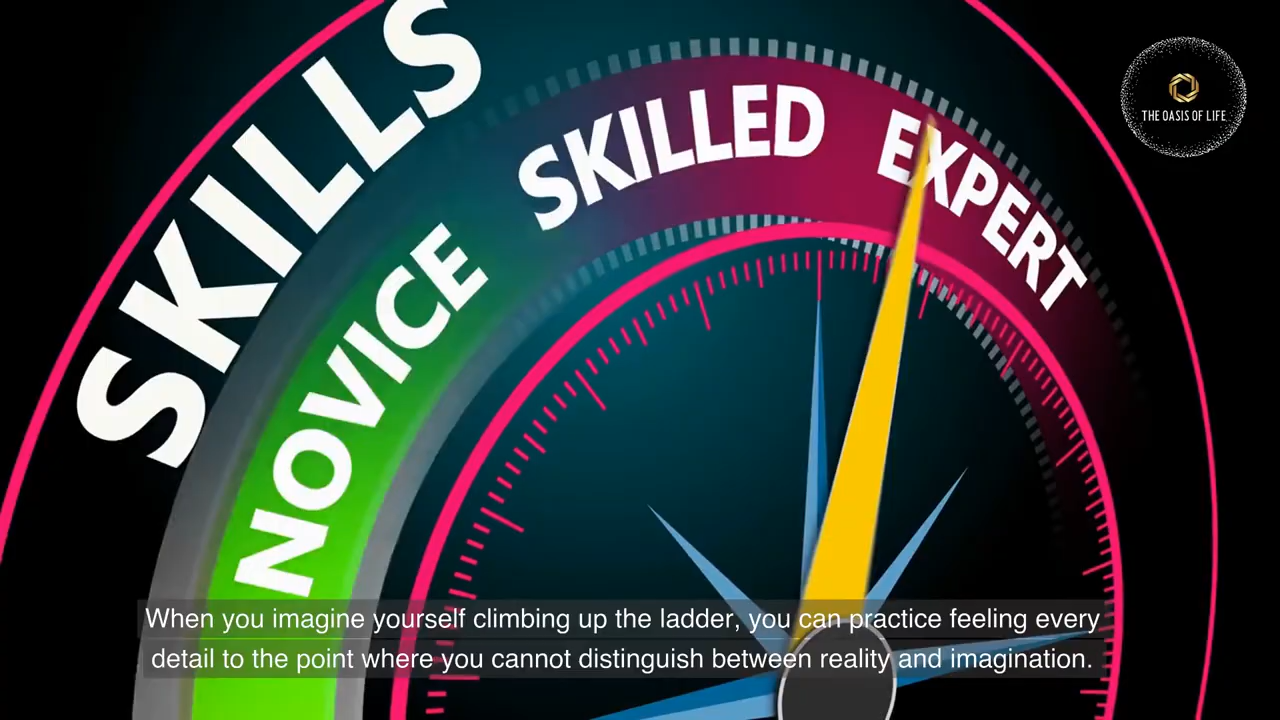 SKILLS
NOVICE
SKILLED
EXPERT
THE OASIS OF LIFE
When you imagine yourself climbing up the ladder, you can practice feeling every
detail to the point where you cannot distinguish between reality and imagination.